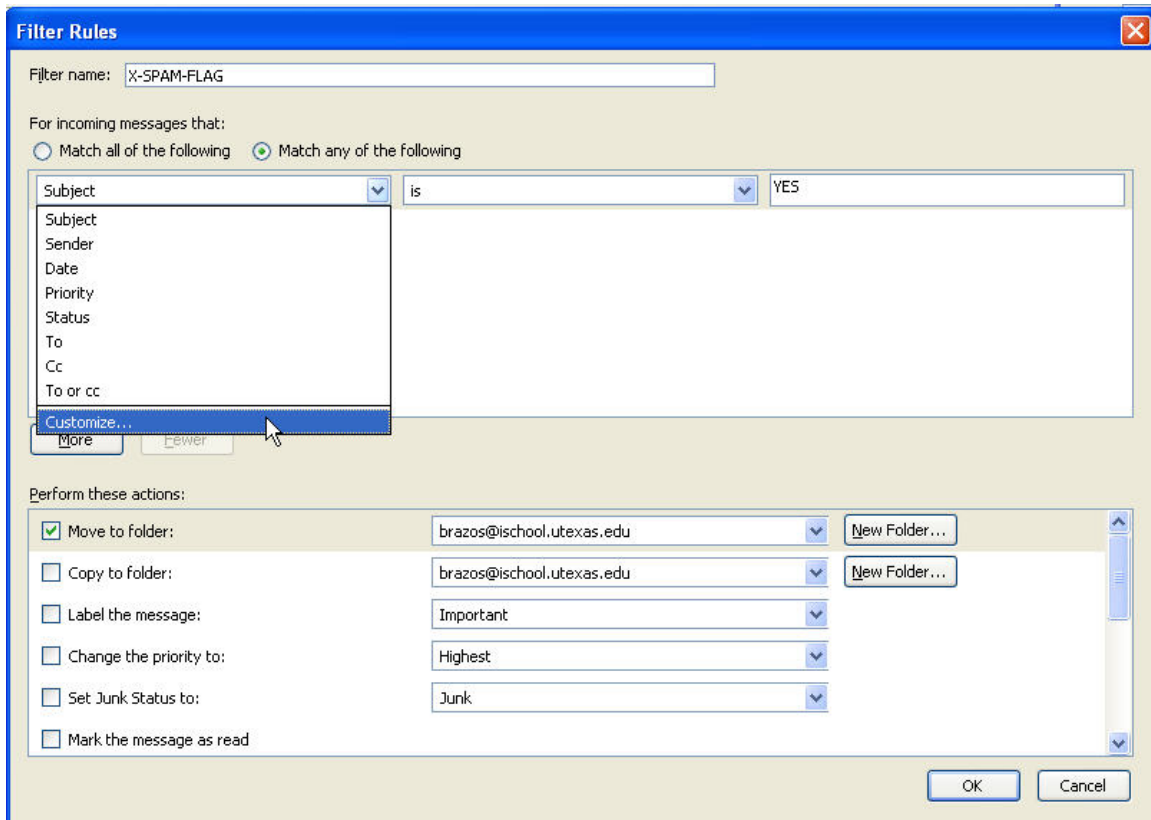 Filter Rules
Filter name: X-SPAM-FLAG
For incoming messages that:
Match all of the following Match any of the following
Subject is YES
Subject
Sender
Date
Priority
Status
To
Cc
To or cc
Customize...
More Fewer
Perform these actions:
Move to folder: brazos@ischool.utexas.edu New Folder...
Copy to folder: brazos@ischool.utexas.edu New Folder...
Label the message: Important
Change the priority to: Highest
Set Junk Status to: Junk
Mark the message as read
OK Cancel